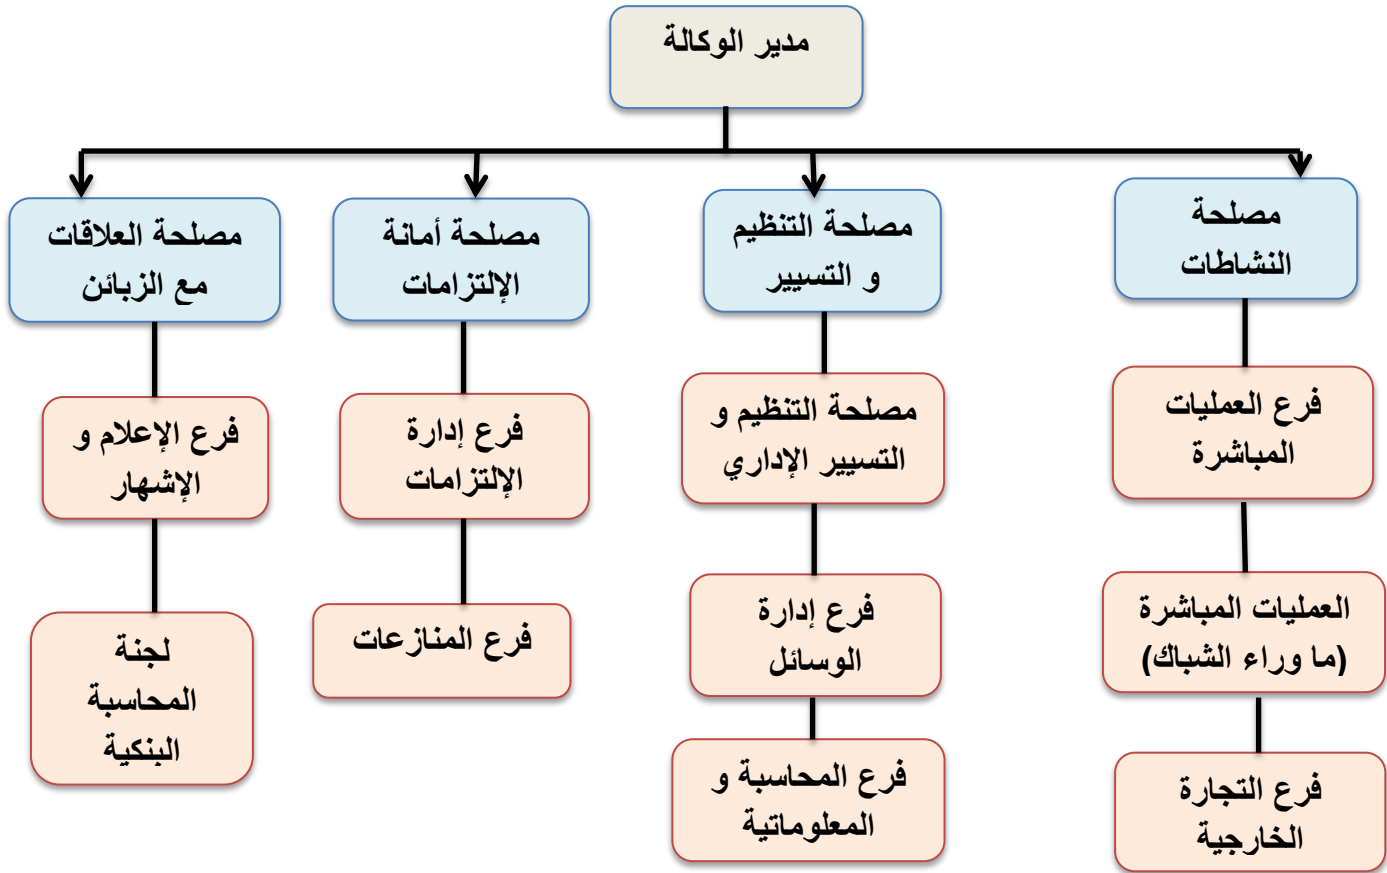 مدير الوكالة
مصلحة
النشاطات
مصلحة التنظيم
و التسيير
مصلحة أمانة
الإلتزامات
مصلحة العلاقات
مع الزبائن
فرع العمليات
المباشرة
مصلحة التنظيم و
التسيير الإداري
فرع إدارة
الإلتزامات
فرع الإعلام و
الإشهار
العمليات المباشرة
(ما وراء الشباك)
فرع إدارة
الوسائل
فرع المنازعات
لجنة
المحاسبة
البنكية
فرع التجارة
الخارجية
فرع المحاسبة و
المعلوماتية